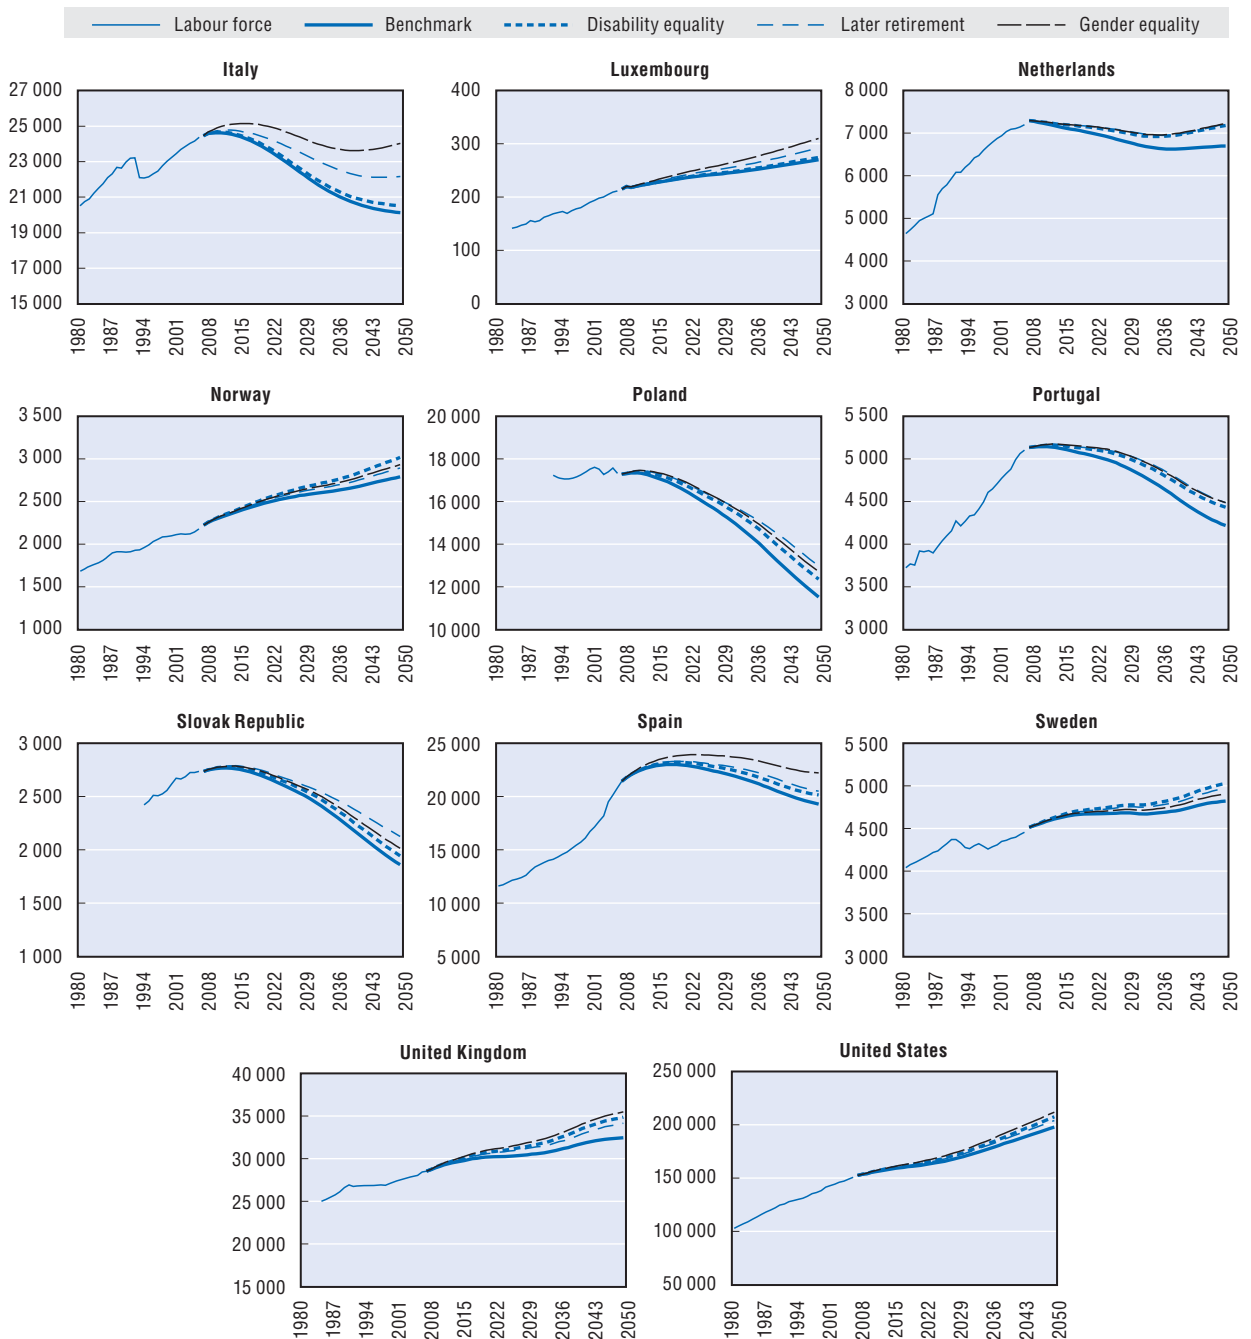 Labour force Benchmark Disability equality Later retirement Gender equality
Italy Luxembourg Netherlands
27 000 400 8 000
25 000 300 7 000
23 000 200 6 000
21 000 100 5 000
19 000 0 4 000
17 000 3 000
15 000
1980 1987 1994 2001 2008 2015 2022 2029 2036 2043 2050
1980 1987 1994 2001 2008 2015 2022 2029 2036 2043 2050
1980 1987 1994 2001 2008 2015 2022 2029 2036 2043 2050
Norway Poland Portugal
3 500 20 000 5 500
3 000 18 000 5 000
2 500 16 000 4 500
2 000 14 000 4 000
1 500 12 000 3 500
1 000 10 000 3 000
1980 1987 1994 2001 2008 2015 2022 2029 2036 2043 2050
1980 1987 1994 2001 2008 2015 2022 2029 2036 2043 2050
1980 1987 1994 2001 2008 2015 2022 2029 2036 2043 2050
Slovak Republic Spain Sweden
3 000 25 000 5 500
2 500 20 000 5 000
2 000 15 000 4 500
1 500 10 000 4 000
1 000 5 000 3 500
3 000
1980 1987 1994 2001 2008 2015 2022 2029 2036 2043 2050
1980 1987 1994 2001 2008 2015 2022 2029 2036 2043 2050
1980 1987 1994 2001 2008 2015 2022 2029 2036 2043 2050
United Kingdom United States
40 000 250 000
35 000 200 000
30 000 150 000
25 000 100 000
20 000 50 000
15 000
1980 1987 1994 2001 2008 2015 2022 2029 2036 2043 2050
1980 1987 1994 2001 2008 2015 2022 2029 2036 2043 2050